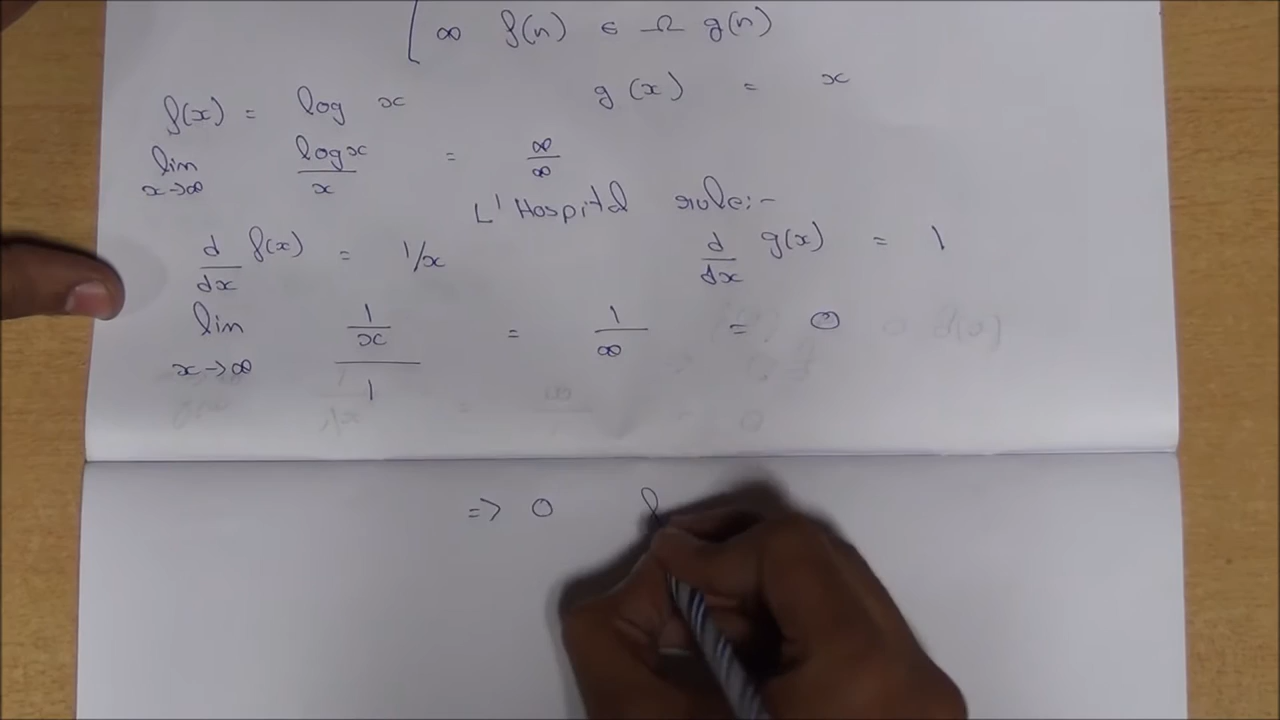 ∞ f(n) ∈ Ω g(n)
f(x) = log x g(x) = x
lim x→∞ log x / x = ∞/∞
L' Hospital rule:-
d/dx f(x) = 1/x d/dx g(x) = 1
lim x→∞ 1/x / 1 = 1/∞ = 0
=> 0 f